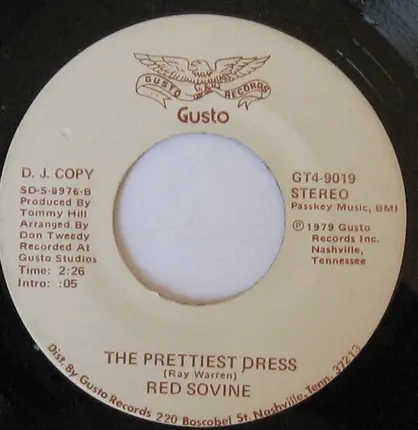 GUSTO RECORDS
Gusto
D. J. COPY
SD-S-8976-B
Produced By
Tommy Hill
Arranged By
Don Tweedy
Recorded At
Gusto Studios
Time: 2:26
Intro: :05
GT4-9019
STEREO
Passkey Music, BMI
℗ 1979 Gusto
Records Inc.
Nashville,
Tennessee
THE PRETTIEST DRESS
(Ray Warren)
RED SOVINE
Dist. By Gusto Records 220 Boscobel St. Nashville, Tenn. 37213